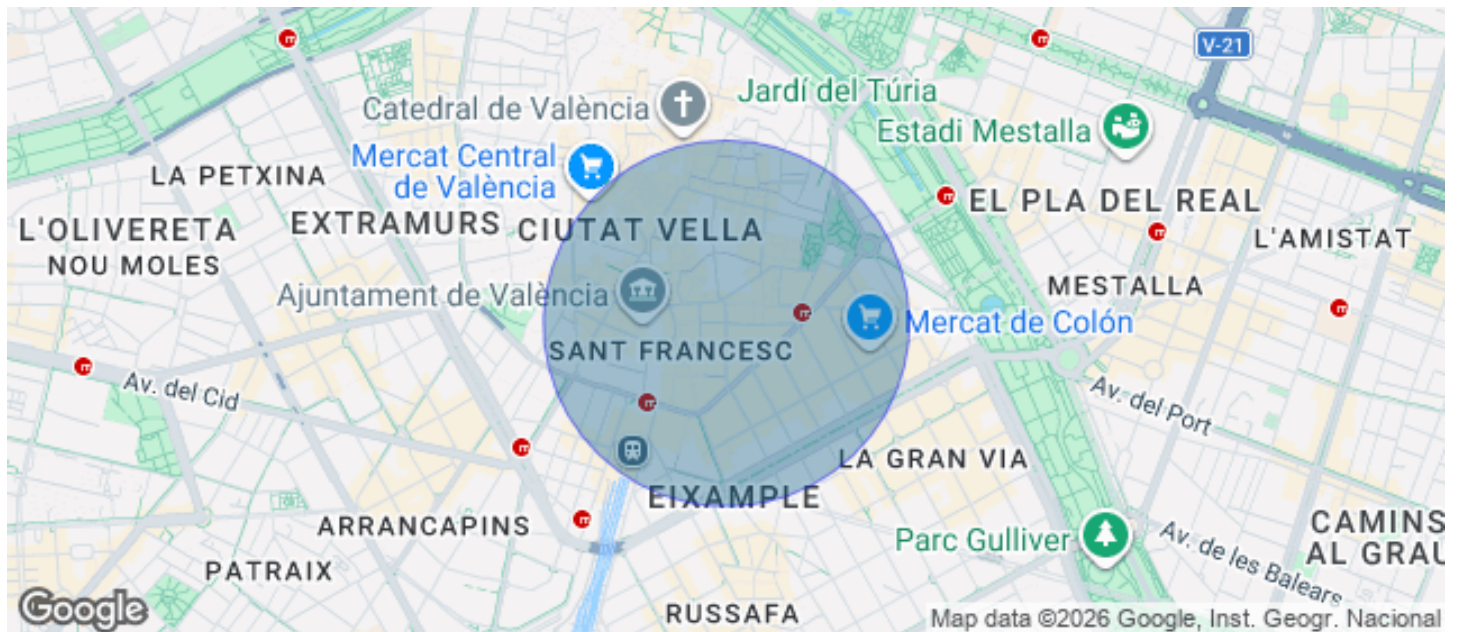 V-21
Jardí del Túria
Catedral de València
Estadi Mestalla
Mercat Central
de València
LA PETXINA
EL PLA DEL REAL
EXTRAMURS
CIUTAT VELLA
L'OLIVERETA
NOU MOLES
L'AMISTAT
MESTALLA
Ajuntament de València
Mercat de Colón
SANT FRANCESC
Av. del Cid
Av. del Port
LA GRAN VIA
EIXAMPLE
ARRANCAPINS
Parc Gulliver
CAMINS
AL GRAU
Av. de les Balears
PATRAIX
RUSSAFA
Google
Map data ©2026 Google, Inst. Geogr. Nacional